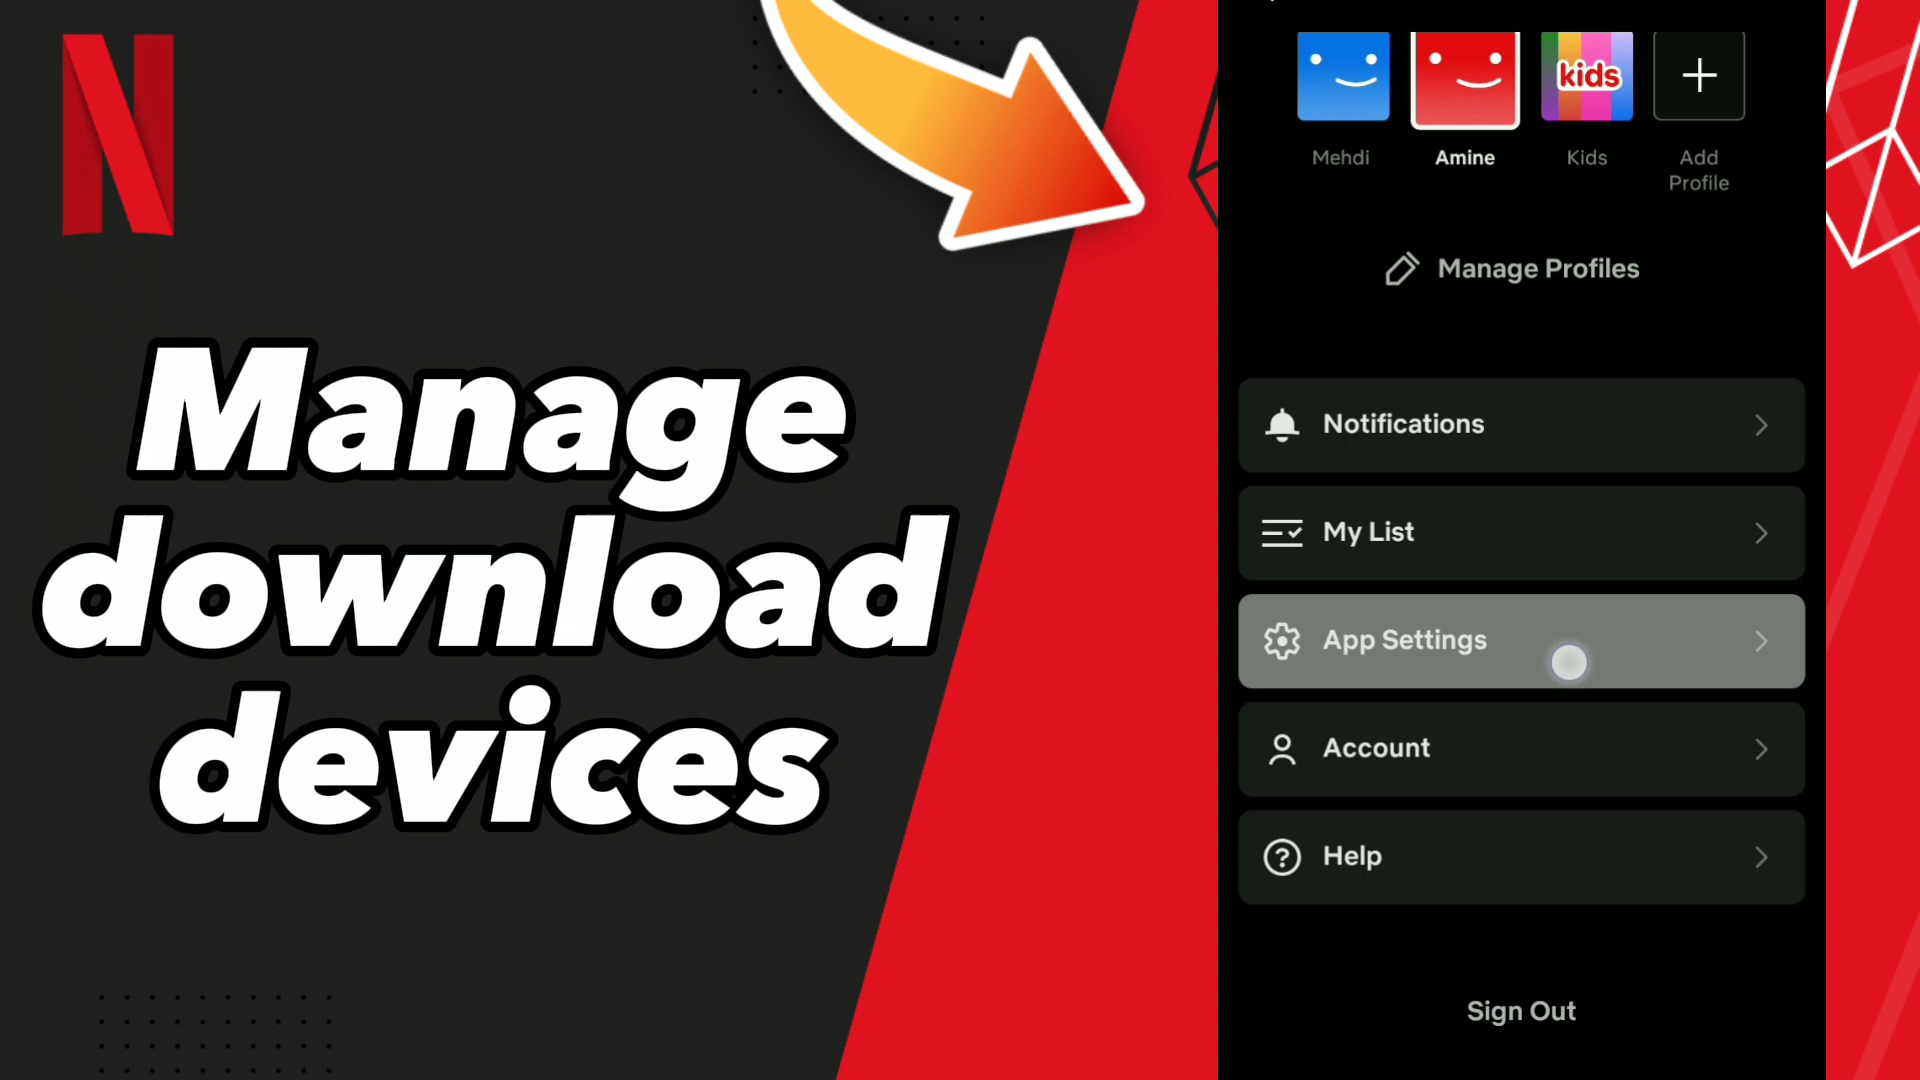 N
Manage
download
devices
kids
Mehdi
Amine
Kids
Add
Profile
Manage Profiles
Notifications
My List
App Settings
Account
Help
Sign Out